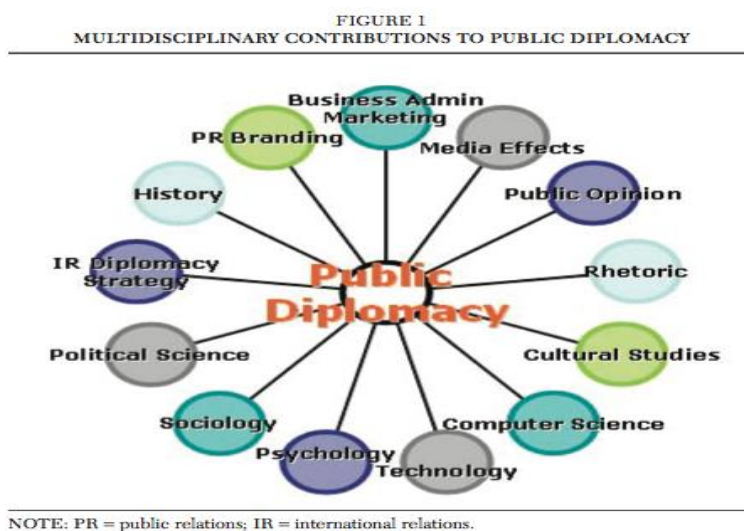 FIGURE 1
MULTIDISCIPLINARY CONTRIBUTIONS TO PUBLIC DIPLOMACY
Business Admin
Marketing
PR Branding
Media Effects
History
Public Opinion
IR Diplomacy
Strategy
Public
Diplomacy
Rhetoric
Political Science
Cultural Studies
Sociology
Computer Science
Psychology
Technology
NOTE: PR = public relations; IR = international relations.